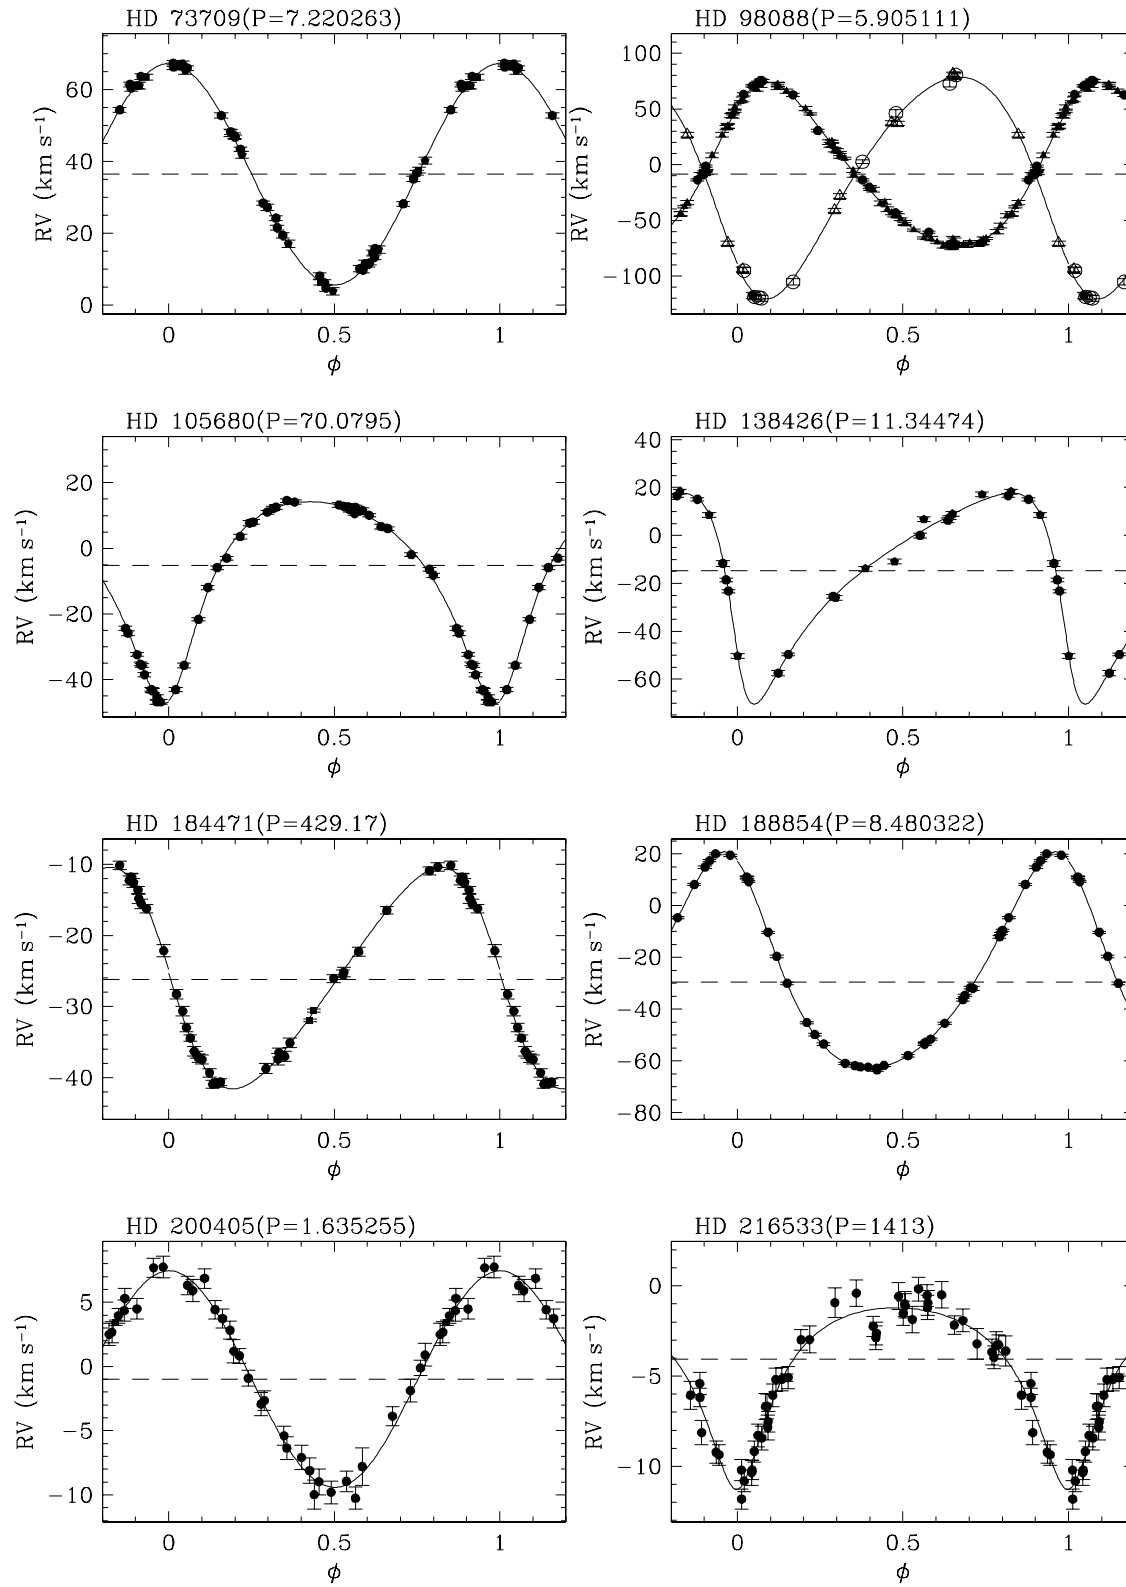 HD 73709(P=7.220263)
RV (km s⁻¹)
60
40
20
0
0 0.5 1
ϕ
HD 98088(P=5.905111)
RV (km s⁻¹)
100
50
0
−50
−100
0 0.5 1
ϕ
HD 105680(P=70.0795)
RV (km s⁻¹)
20
0
−20
−40
0 0.5 1
ϕ
HD 138426(P=11.34474)
RV (km s⁻¹)
40
20
0
−20
−40
−60
0 0.5 1
ϕ
HD 184471(P=429.17)
RV (km s⁻¹)
−10
−20
−30
−40
0 0.5 1
ϕ
HD 188854(P=8.480322)
RV (km s⁻¹)
20
0
−20
−40
−60
−80
0 0.5 1
ϕ
HD 200405(P=1.635255)
RV (km s⁻¹)
5
0
−5
−10
0 0.5 1
ϕ
HD 216533(P=1413)
RV (km s⁻¹)
0
−5
−10
0 0.5 1
ϕ